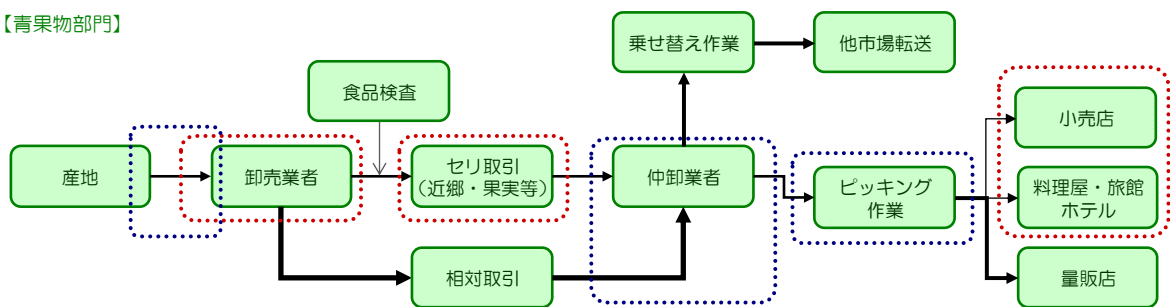 【青果物部門】
乗せ替え作業
他市場転送
食品検査
小売店
産地
卸売業者
セリ取引
（近郷・果実等）
仲卸業者
ピッキング
作業
料理屋・旅館
ホテル
相対取引
量販店